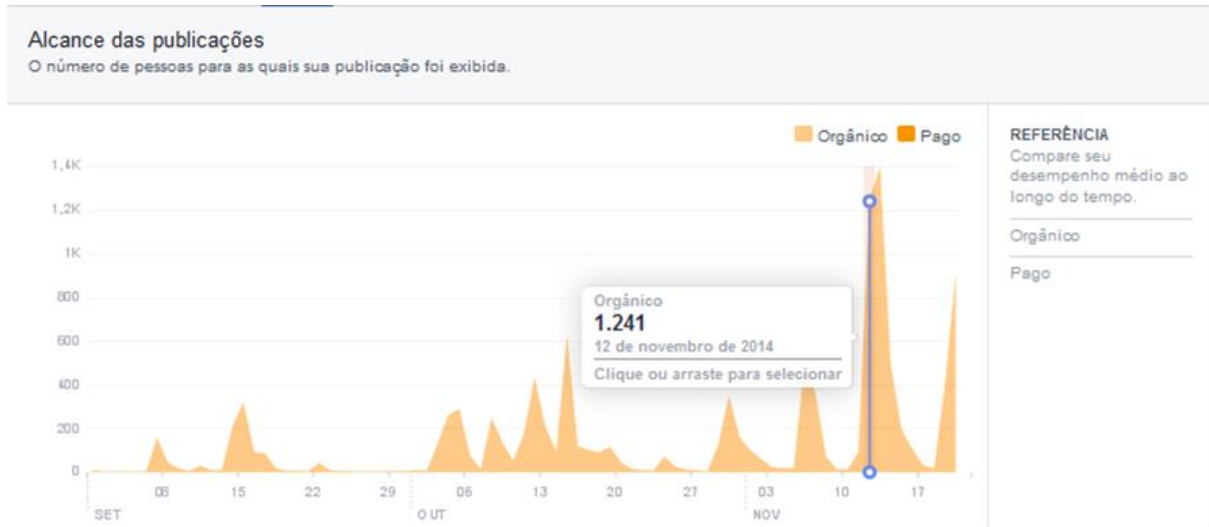 Alcance das publicações
O número de pessoas para as quais sua publicação foi exibida.
Orgânico Pago
REFERÊNCIA
Compare seu
desempenho médio ao
longo do tempo.
Orgânico
Pago
1,4K
1,2K
1K
800
600
400
200
0
Orgânico
1.241
12 de novembro de 2014
Clique ou arraste para selecionar
08 15 22 29 06 13 20 27 03 10 17
SET OUT NOV